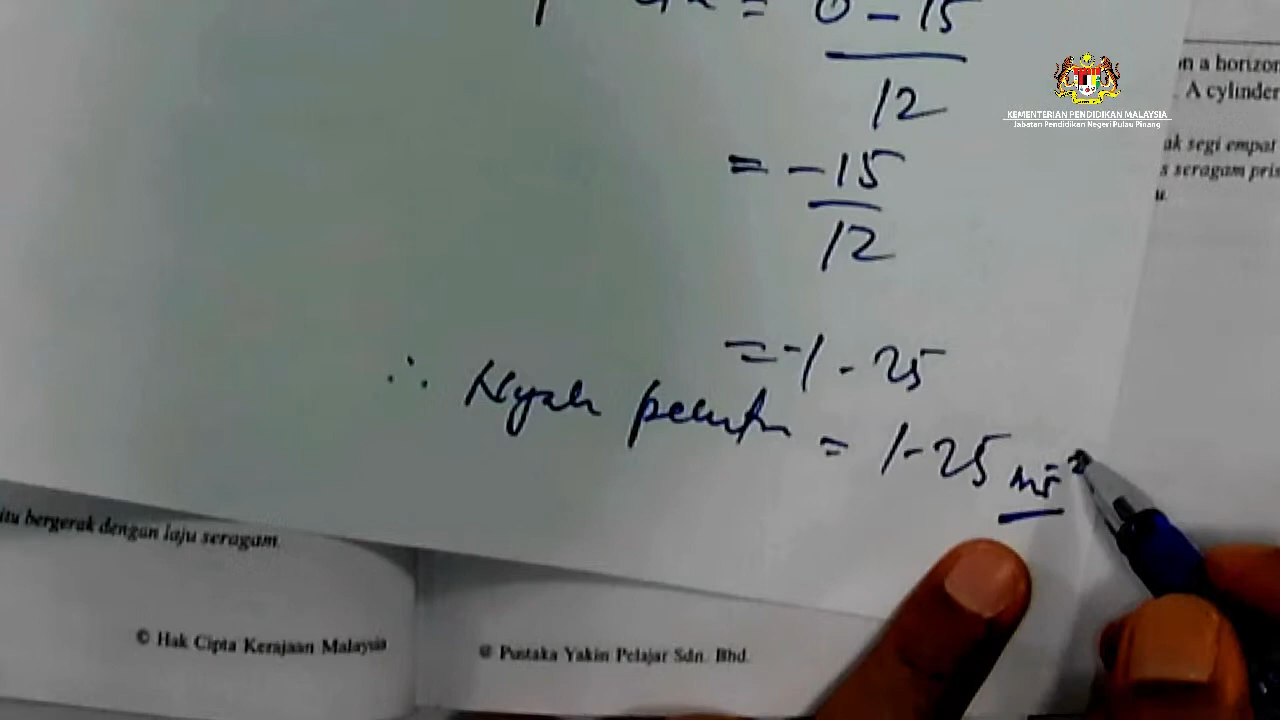 = 0 - 15
12
n a horizon
. A cylinder
KEMENTERIAN PENDIDIKAN MALAYSIA
Jabatan Pendidikan Negeri Pulau Pinang
ak segi empat
s seragam pris
u.
= -15
12
= -1.25
∴ Nyah pecutan = 1.25 ms⁻²
itu bergerak dengan laju seragam.
© Hak Cipta Kerajaan Malaysia
@ Pustaka Yakin Pelajar Sdn. Bhd.